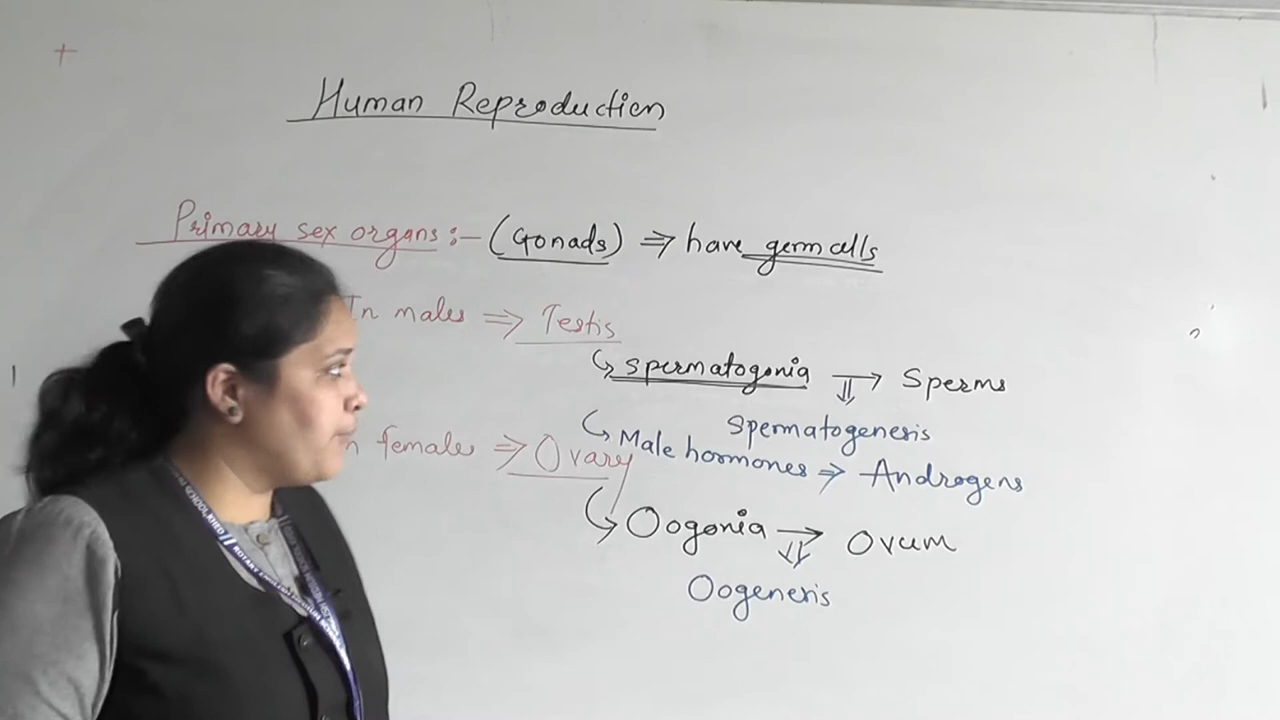 Human Reproduction
Primary sex organs :- (Gonads) ⇒ have germ cells
In males ⇒ Testis
↳ spermatogonia → Sperms
⇓
Spermatogenesis
↳ Male hormones ⇒ Androgens
n females ⇒ Ovary
↳ Oogonia → Ovum
⇓
Oogenesis